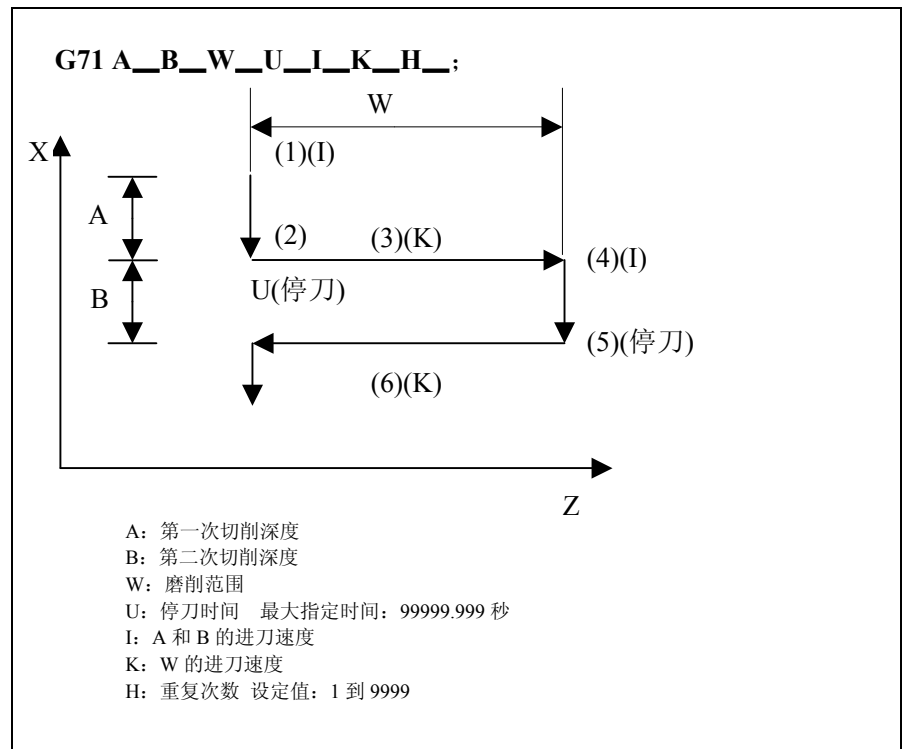 G71 A__B__W__U__I__K__H__；
W
X
(1)(I)
A
(2)
(3)(K)
(4)(I)
U(停刀)
B
(5)(停刀)
(6)(K)
Z
A：第一次切削深度
B：第二次切削深度
W：磨削范围
U：停刀时间 最大指定时间：99999.999 秒
I：A 和 B 的进刀速度
K：W 的进刀速度
H：重复次数 设定值：1 到 9999